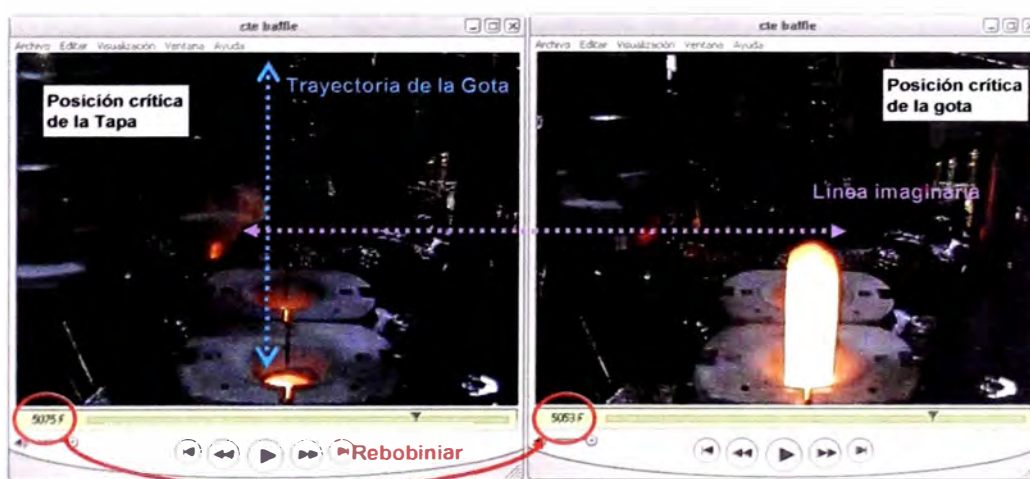 cte baffle
Archivo Editar Visualización Ventana Ayuda
Posición crítica
de la Tapa
Trayectoria de la Gota
5075 F
Rebobiniar
cte baffle
Archivo Editar Visualización Ventana Ayuda
Posición crítica
de la gota
Línea imaginaria
5053 F